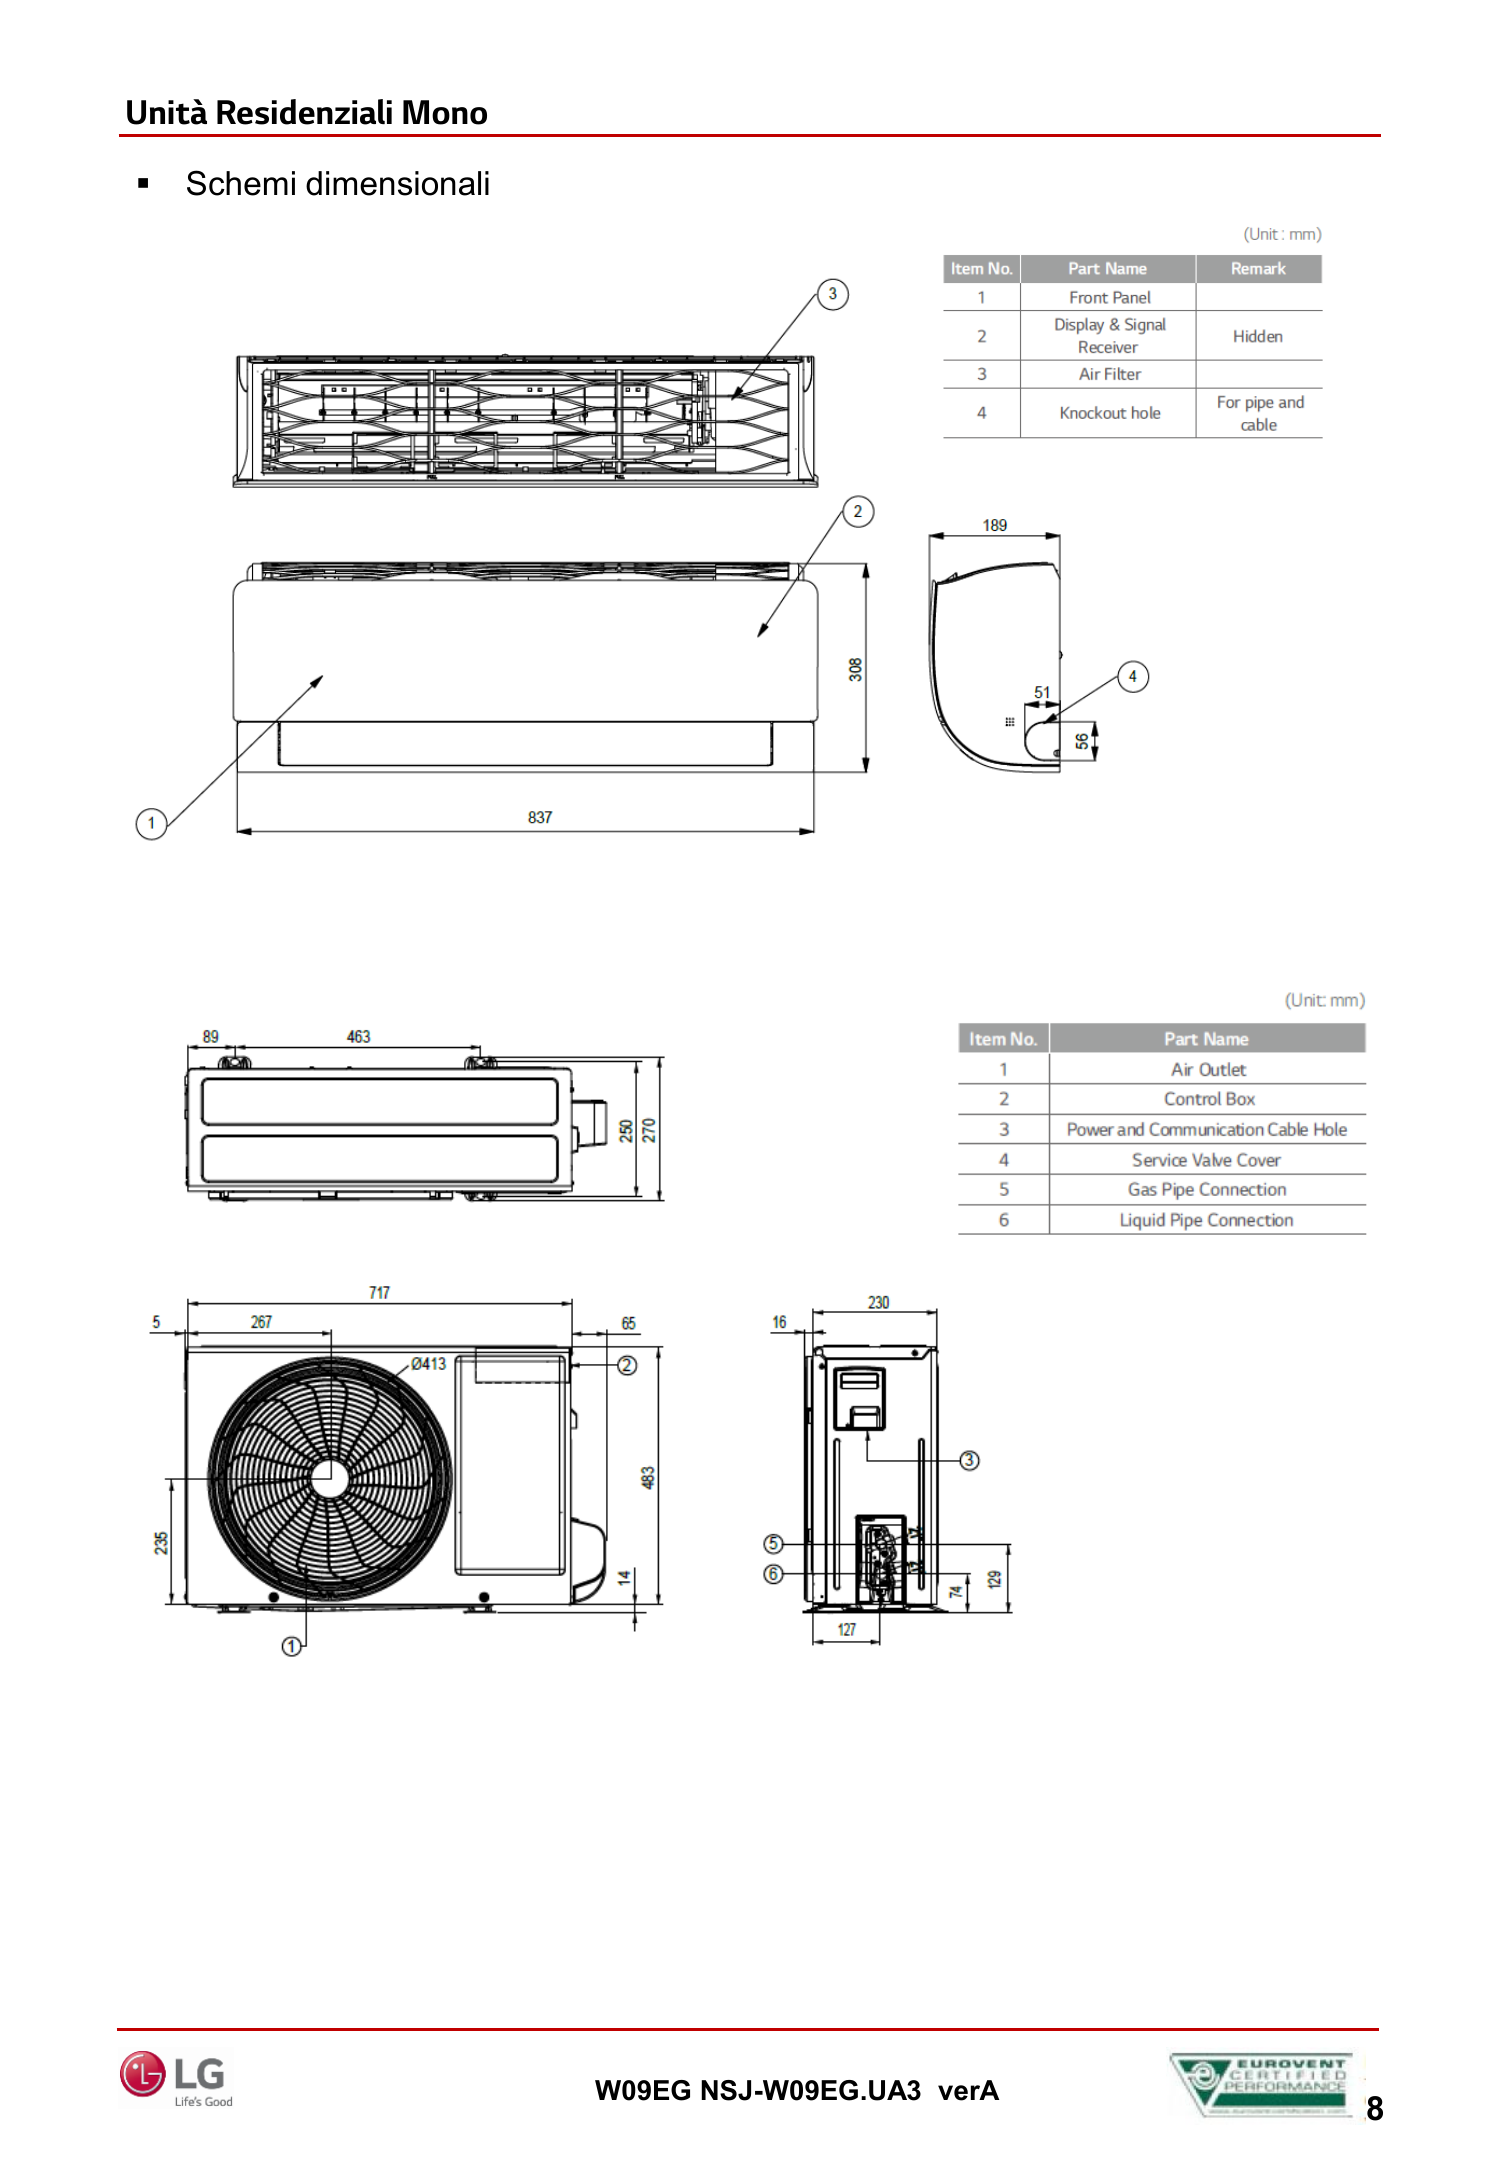 Unità Residenziali Mono
▪ Schemi dimensionali
(Unit : mm)
Item No. Part Name Remark
1 Front Panel
2 Display & Signal Receiver Hidden
3 Air Filter
4 Knockout hole For pipe and cable
3
2
189
308
51
4
56
1
837
(Unit: mm)
Item No. Part Name
1 Air Outlet
2 Control Box
3 Power and Communication Cable Hole
4 Service Valve Cover
5 Gas Pipe Connection
6 Liquid Pipe Connection
89 463
250 270
717
5 267 65
Ø413
2
483
235
14
1
230
16
3
5
6
74 129
127
LG
Life's Good
W09EG NSJ-W09EG.UA3 verA
EUROVENT
CERTIFIED
PERFORMANCE
8